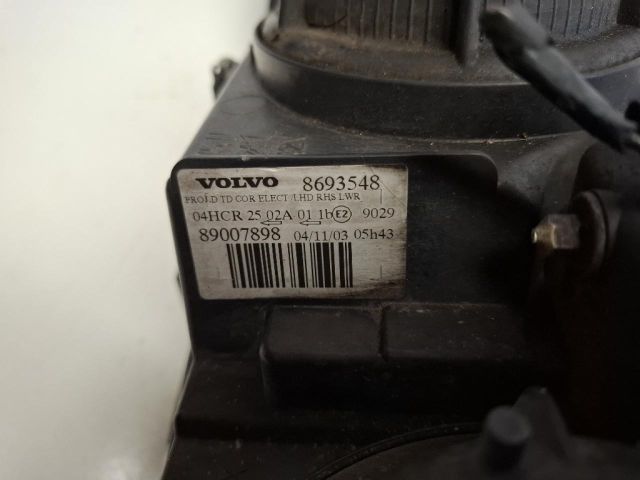 VOLVO 8693548
PROJ.D TD COR ELECT /LHD RHS LWR
04HCR 25 02A 01 1b E2 9029
89007898 04/11/03 05h43